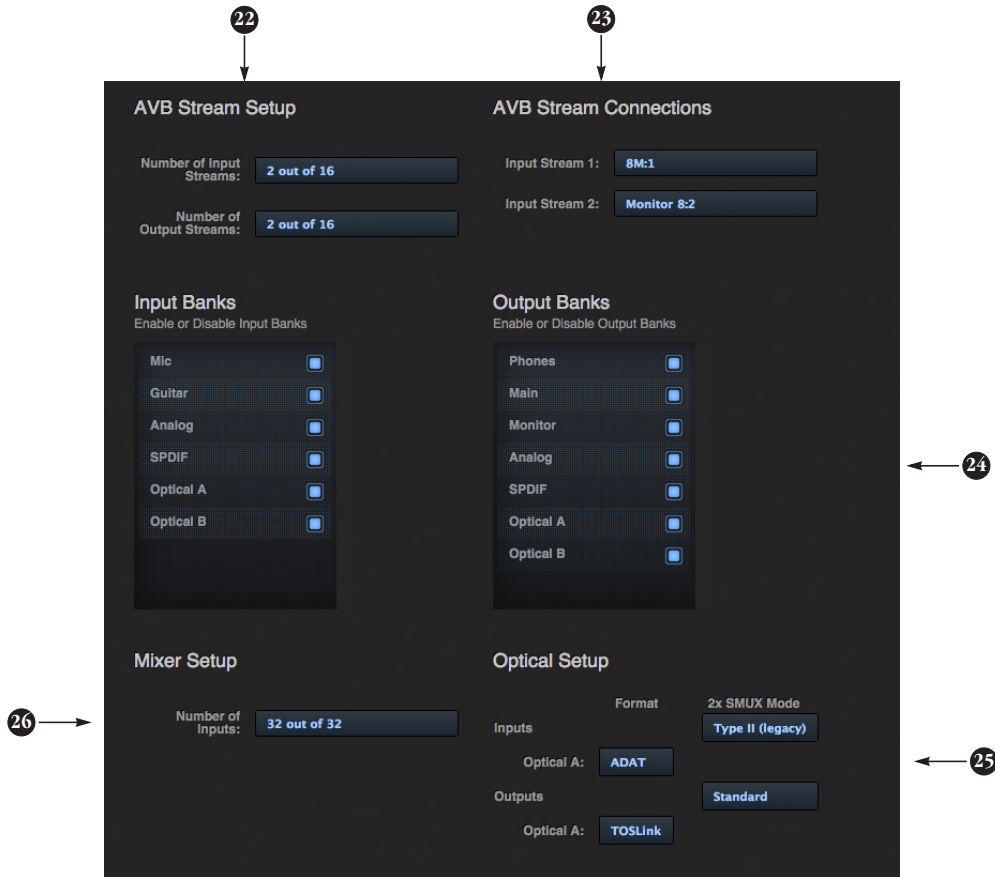 22
23
AVB Stream Setup
Number of Input
Streams:
2 out of 16
Number of
Output Streams:
2 out of 16
AVB Stream Connections
Input Stream 1:
8M:1
Input Stream 2:
Monitor 8:2
Input Banks
Enable or Disable Input Banks
Mic
Guitar
Analog
SPDIF
Optical A
Optical B
Output Banks
Enable or Disable Output Banks
Phones
Main
Monitor
Analog
SPDIF
Optical A
Optical B
24
Mixer Setup
26
Number of
Inputs:
32 out of 32
Optical Setup
Format
2x SMUX Mode
Inputs
Type II (legacy)
Optical A:
ADAT
25
Outputs
Standard
Optical A:
TOSLink